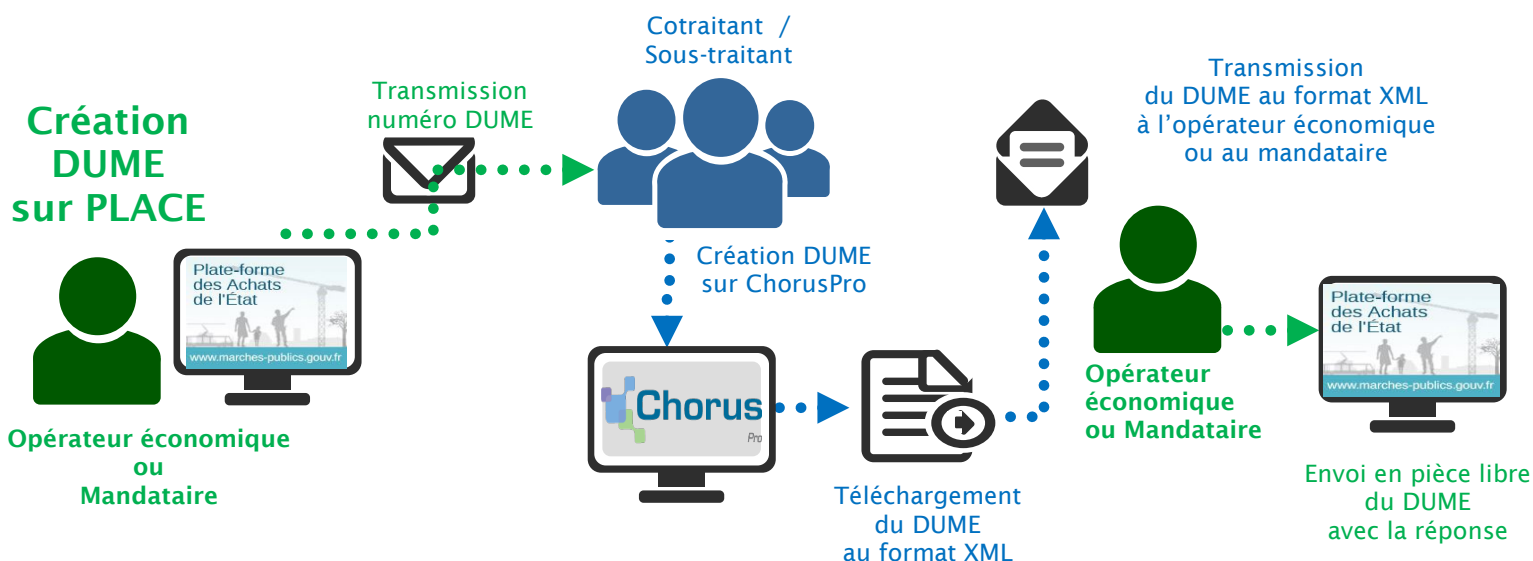 Création
DUME
sur PLACE
Plate-forme
des Achats
de l'État
www.marches-publics.gouv.fr
Opérateur économique
ou
Mandataire
Transmission
numéro DUME
Cotraitant /
Sous-traitant
Création DUME
sur ChorusPro
Chorus
Pro
Téléchargement
du DUME
au format XML
Transmission
du DUME au format XML
à l’opérateur économique
ou au mandataire
Opérateur
économique
ou Mandataire
Plate-forme
des Achats
de l'État
www.marches-publics.gouv.fr
Envoi en pièce libre
du DUME
avec la réponse